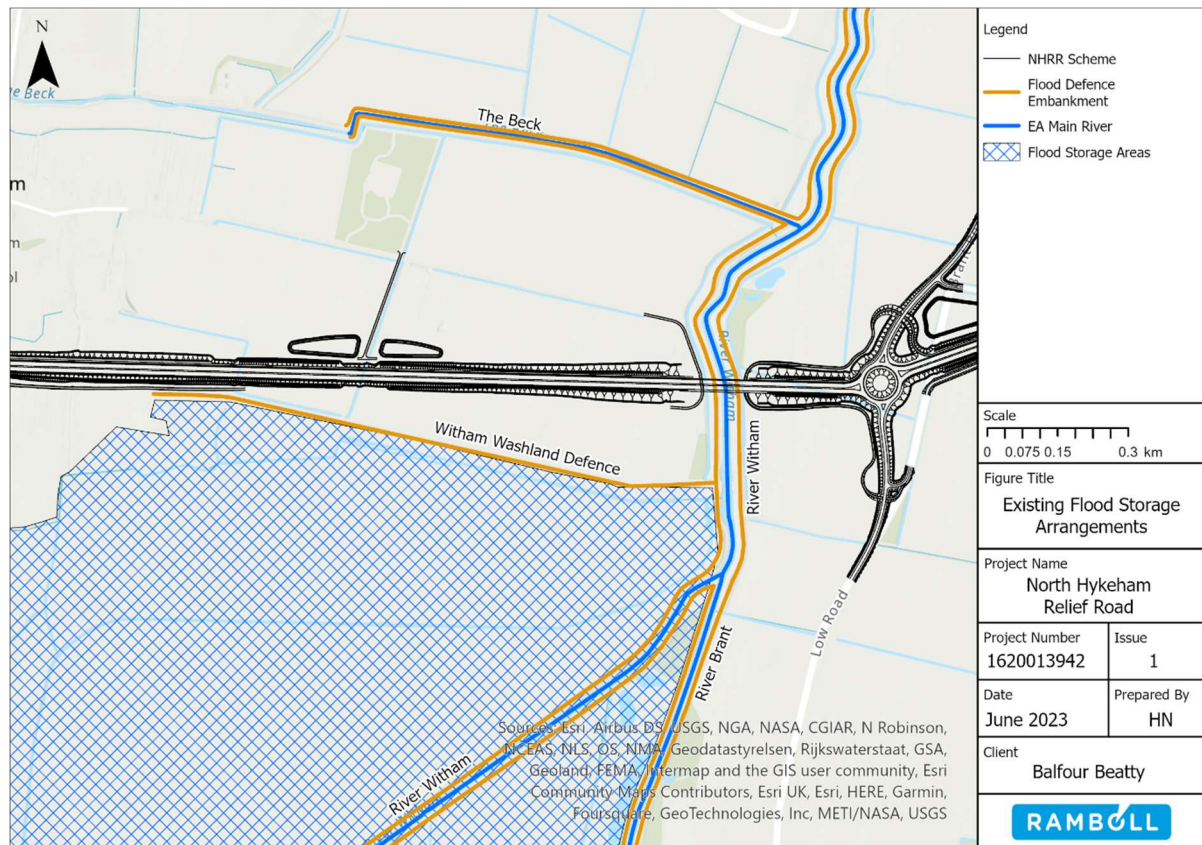 N
e Beck
The Beck
m
m
ol
River Witham
Witham Washland Defence
River Witham
River Brant
Low Road
River Witham
Sources: Esri, Airbus DS, USGS, NGA, NASA, CGIAR, N Robinson,
NCEAS, NLS, OS, NMA, Geodatastyrelsen, Rijkswaterstaat, GSA,
Geoland, FEMA, Intermap and the GIS user community, Esri
Community Maps Contributors, Esri UK, Esri, HERE, Garmin,
Foursquare, GeoTechnologies, Inc, METI/NASA, USGS
Legend
NHRR Scheme
Flood Defence
Embankment
EA Main River
Flood Storage Areas
Scale
0 0.075 0.15 0.3 km
Figure Title
Existing Flood Storage
Arrangements
Project Name
North Hykeham
Relief Road
Project Number
1620013942
Issue
1
Date
June 2023
Prepared By
HN
Client
Balfour Beatty
RAMBOLL